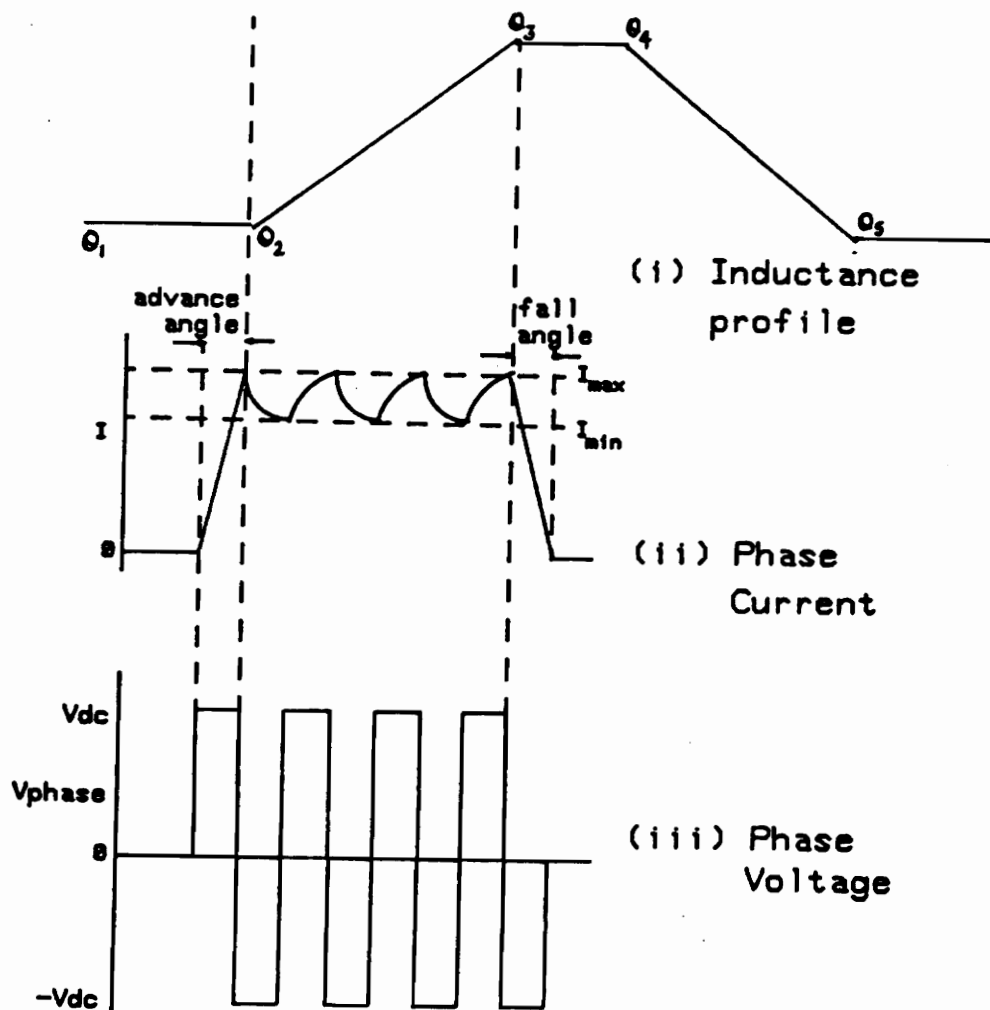 θ3
θ4
θ1
θ2
θ5
(i) Inductance
profile
advance
angle
fall
angle
Imax
I
Imin
0
(ii) Phase
Current
Vdc
Vphase
0
(iii) Phase
Voltage
-Vdc